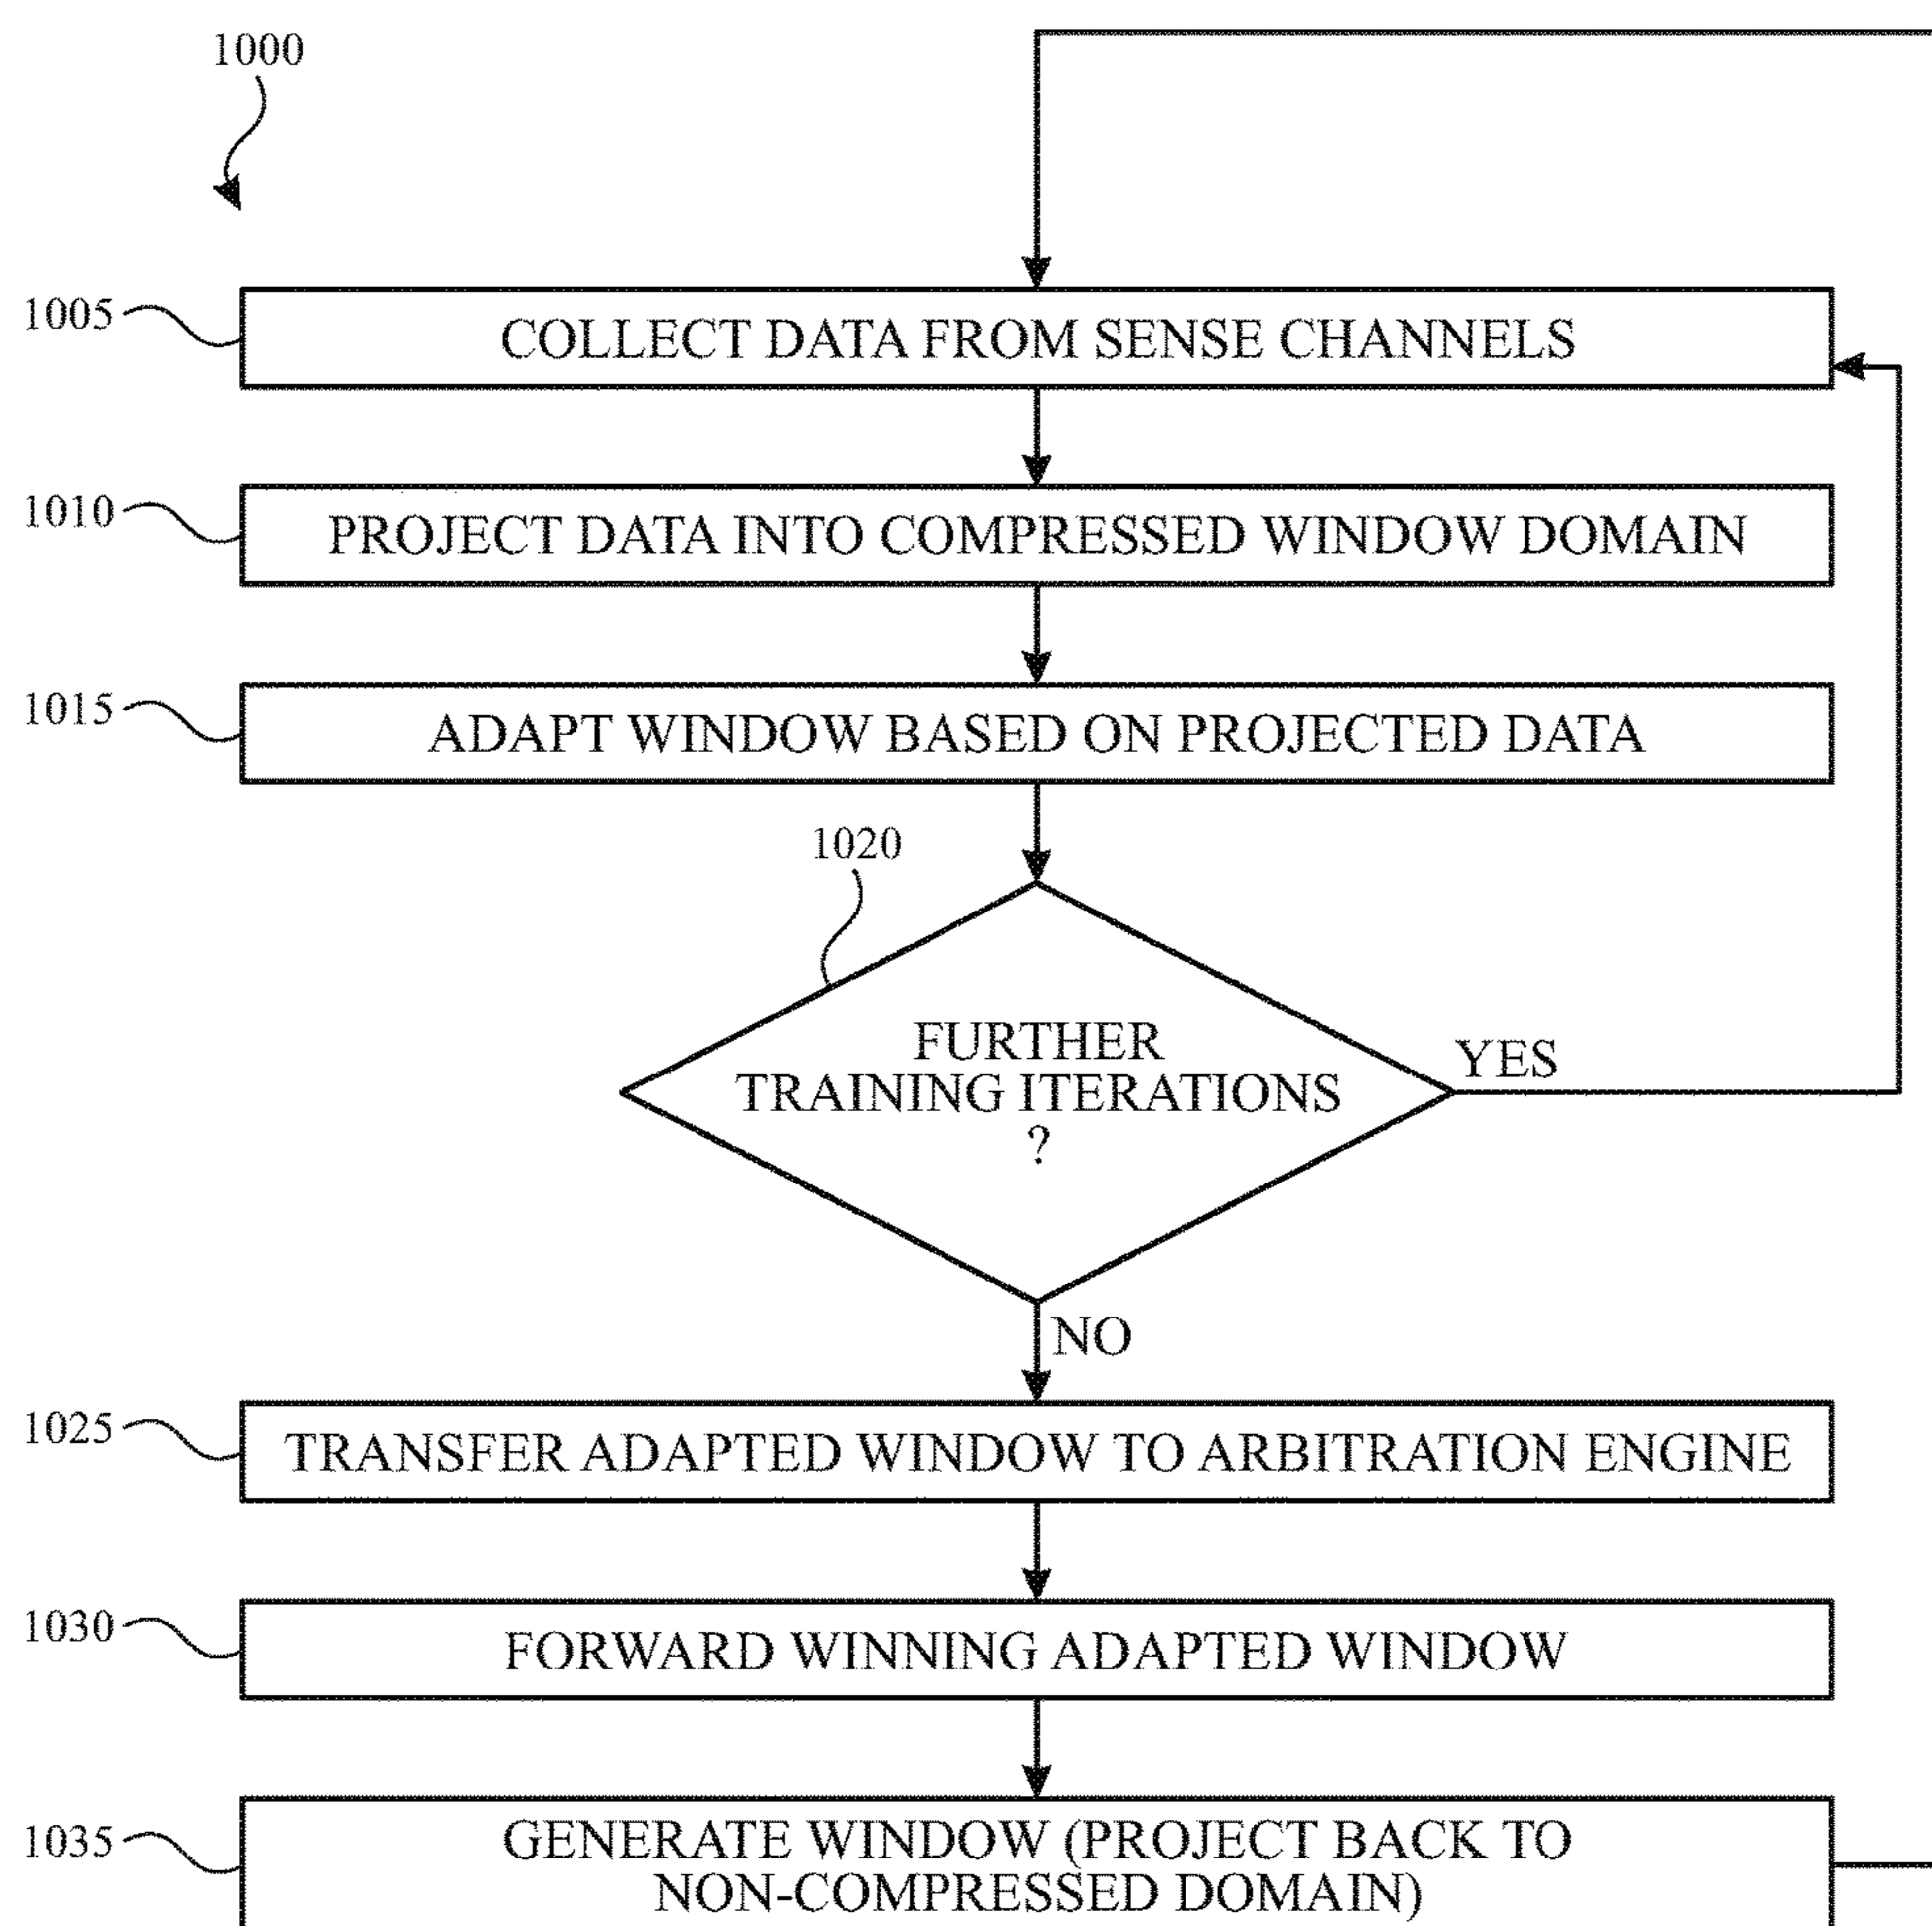 1000
1005
COLLECT DATA FROM SENSE CHANNELS
1010
PROJECT DATA INTO COMPRESSED WINDOW DOMAIN
1015
ADAPT WINDOW BASED ON PROJECTED DATA
1020
FURTHER
TRAINING ITERATIONS
?
YES
NO
1025
TRANSFER ADAPTED WINDOW TO ARBITRATION ENGINE
1030
FORWARD WINNING ADAPTED WINDOW
1035
GENERATE WINDOW (PROJECT BACK TO
NON-COMPRESSED DOMAIN)